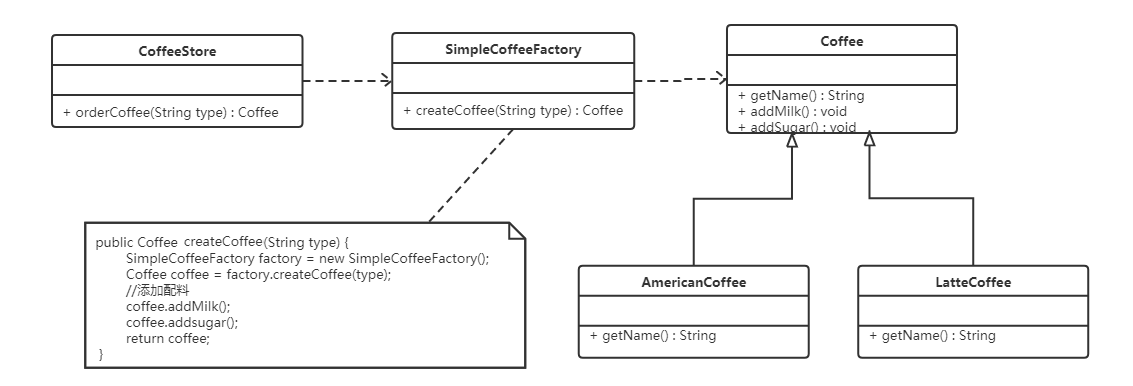 CoffeeStore
+ orderCoffee(String type) : Coffee
SimpleCoffeeFactory
+ createCoffee(String type) : Coffee
Coffee
+ getName() : String
+ addMilk() : void
+ addSugar() : void
public Coffee createCoffee(String type) {
SimpleCoffeeFactory factory = new SimpleCoffeeFactory();
Coffee coffee = factory.createCoffee(type);
//添加配料
coffee.addMilk();
coffee.addsugar();
return coffee;
}
AmericanCoffee
+ getName() : String
LatteCoffee
+ getName() : String